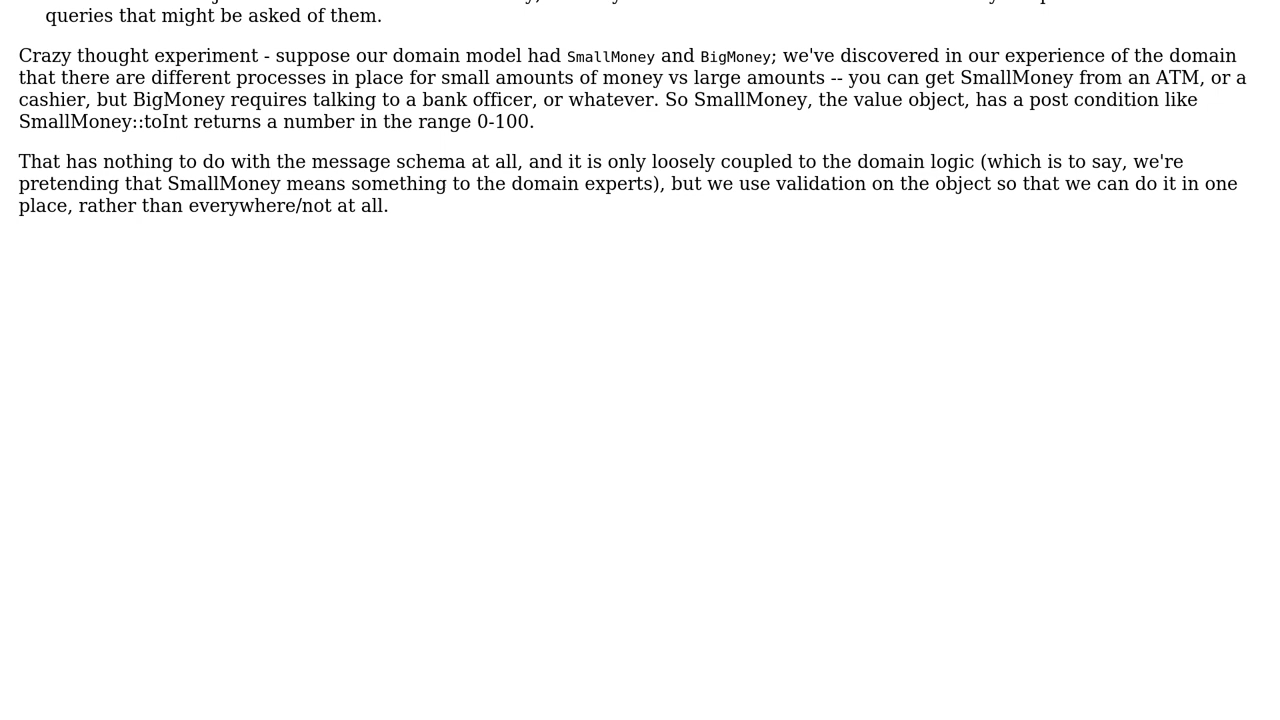 queries that might be asked of them.
Crazy thought experiment - suppose our domain model had SmallMoney and BigMoney; we've discovered in our experience of the domain
that there are different processes in place for small amounts of money vs large amounts -- you can get SmallMoney from an ATM, or a
cashier, but BigMoney requires talking to a bank officer, or whatever. So SmallMoney, the value object, has a post condition like
SmallMoney::toInt returns a number in the range 0-100.
That has nothing to do with the message schema at all, and it is only loosely coupled to the domain logic (which is to say, we're
pretending that SmallMoney means something to the domain experts), but we use validation on the object so that we can do it in one
place, rather than everywhere/not at all.